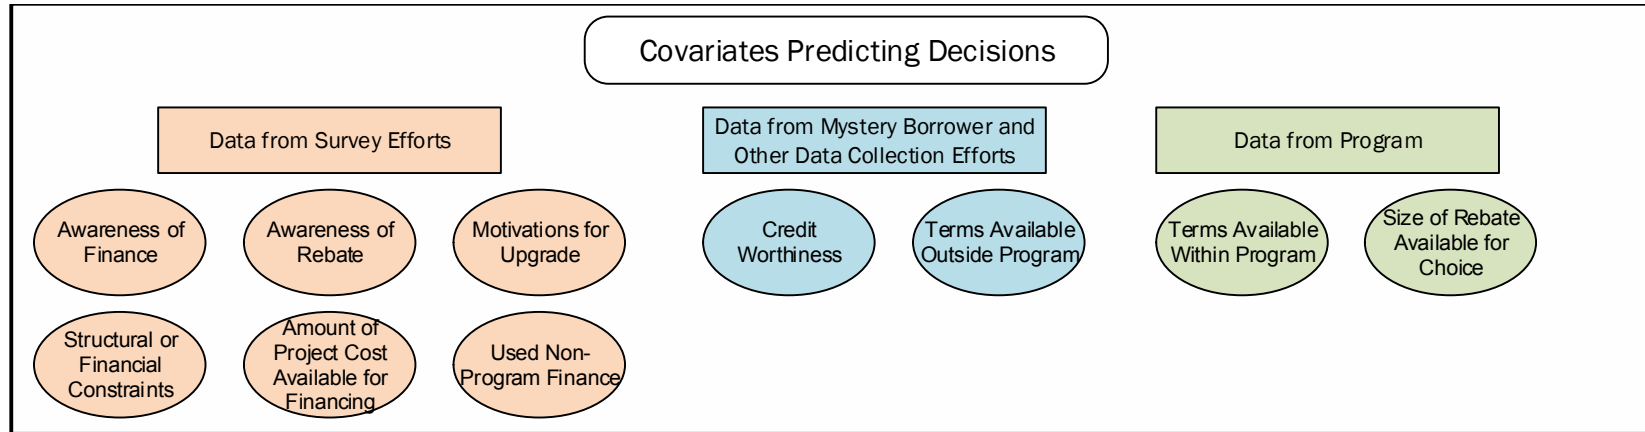 Covariates Predicting Decisions
Data from Survey Efforts
Data from Mystery Borrower and
Other Data Collection Efforts
Data from Program
Awareness of
Finance
Awareness of
Rebate
Motivations for
Upgrade
Credit
Worthiness
Terms Available
Outside Program
Terms Available
Within Program
Size of Rebate
Available for
Choice
Structural or
Financial
Constraints
Amount of
Project Cost
Available for
Financing
Used Non-
Program Finance